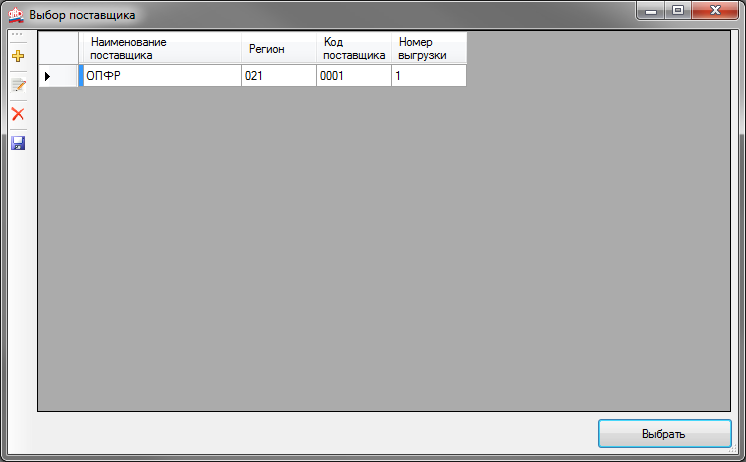 Выбор поставщика
Наименование поставщика
Регион
Код поставщика
Номер выгрузки
ОПФР
021
0001
1
Выбрать